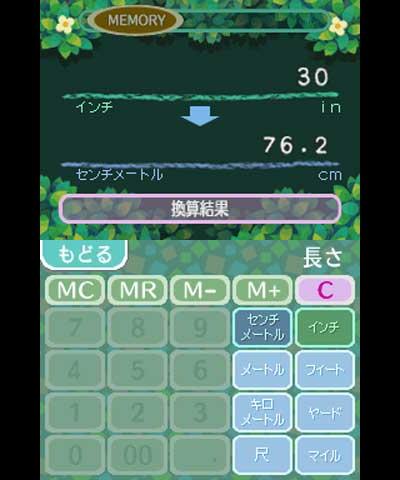 MEMORY
30
インチ in
76.2
センチメートル cm
換算結果
もどる 長さ
MC MR M- M+ C
7 8 9 センチ
メートル インチ
4 5 6 メートル フィート
1 2 3 キロ
メートル ヤード
0 00 . 尺 マイル